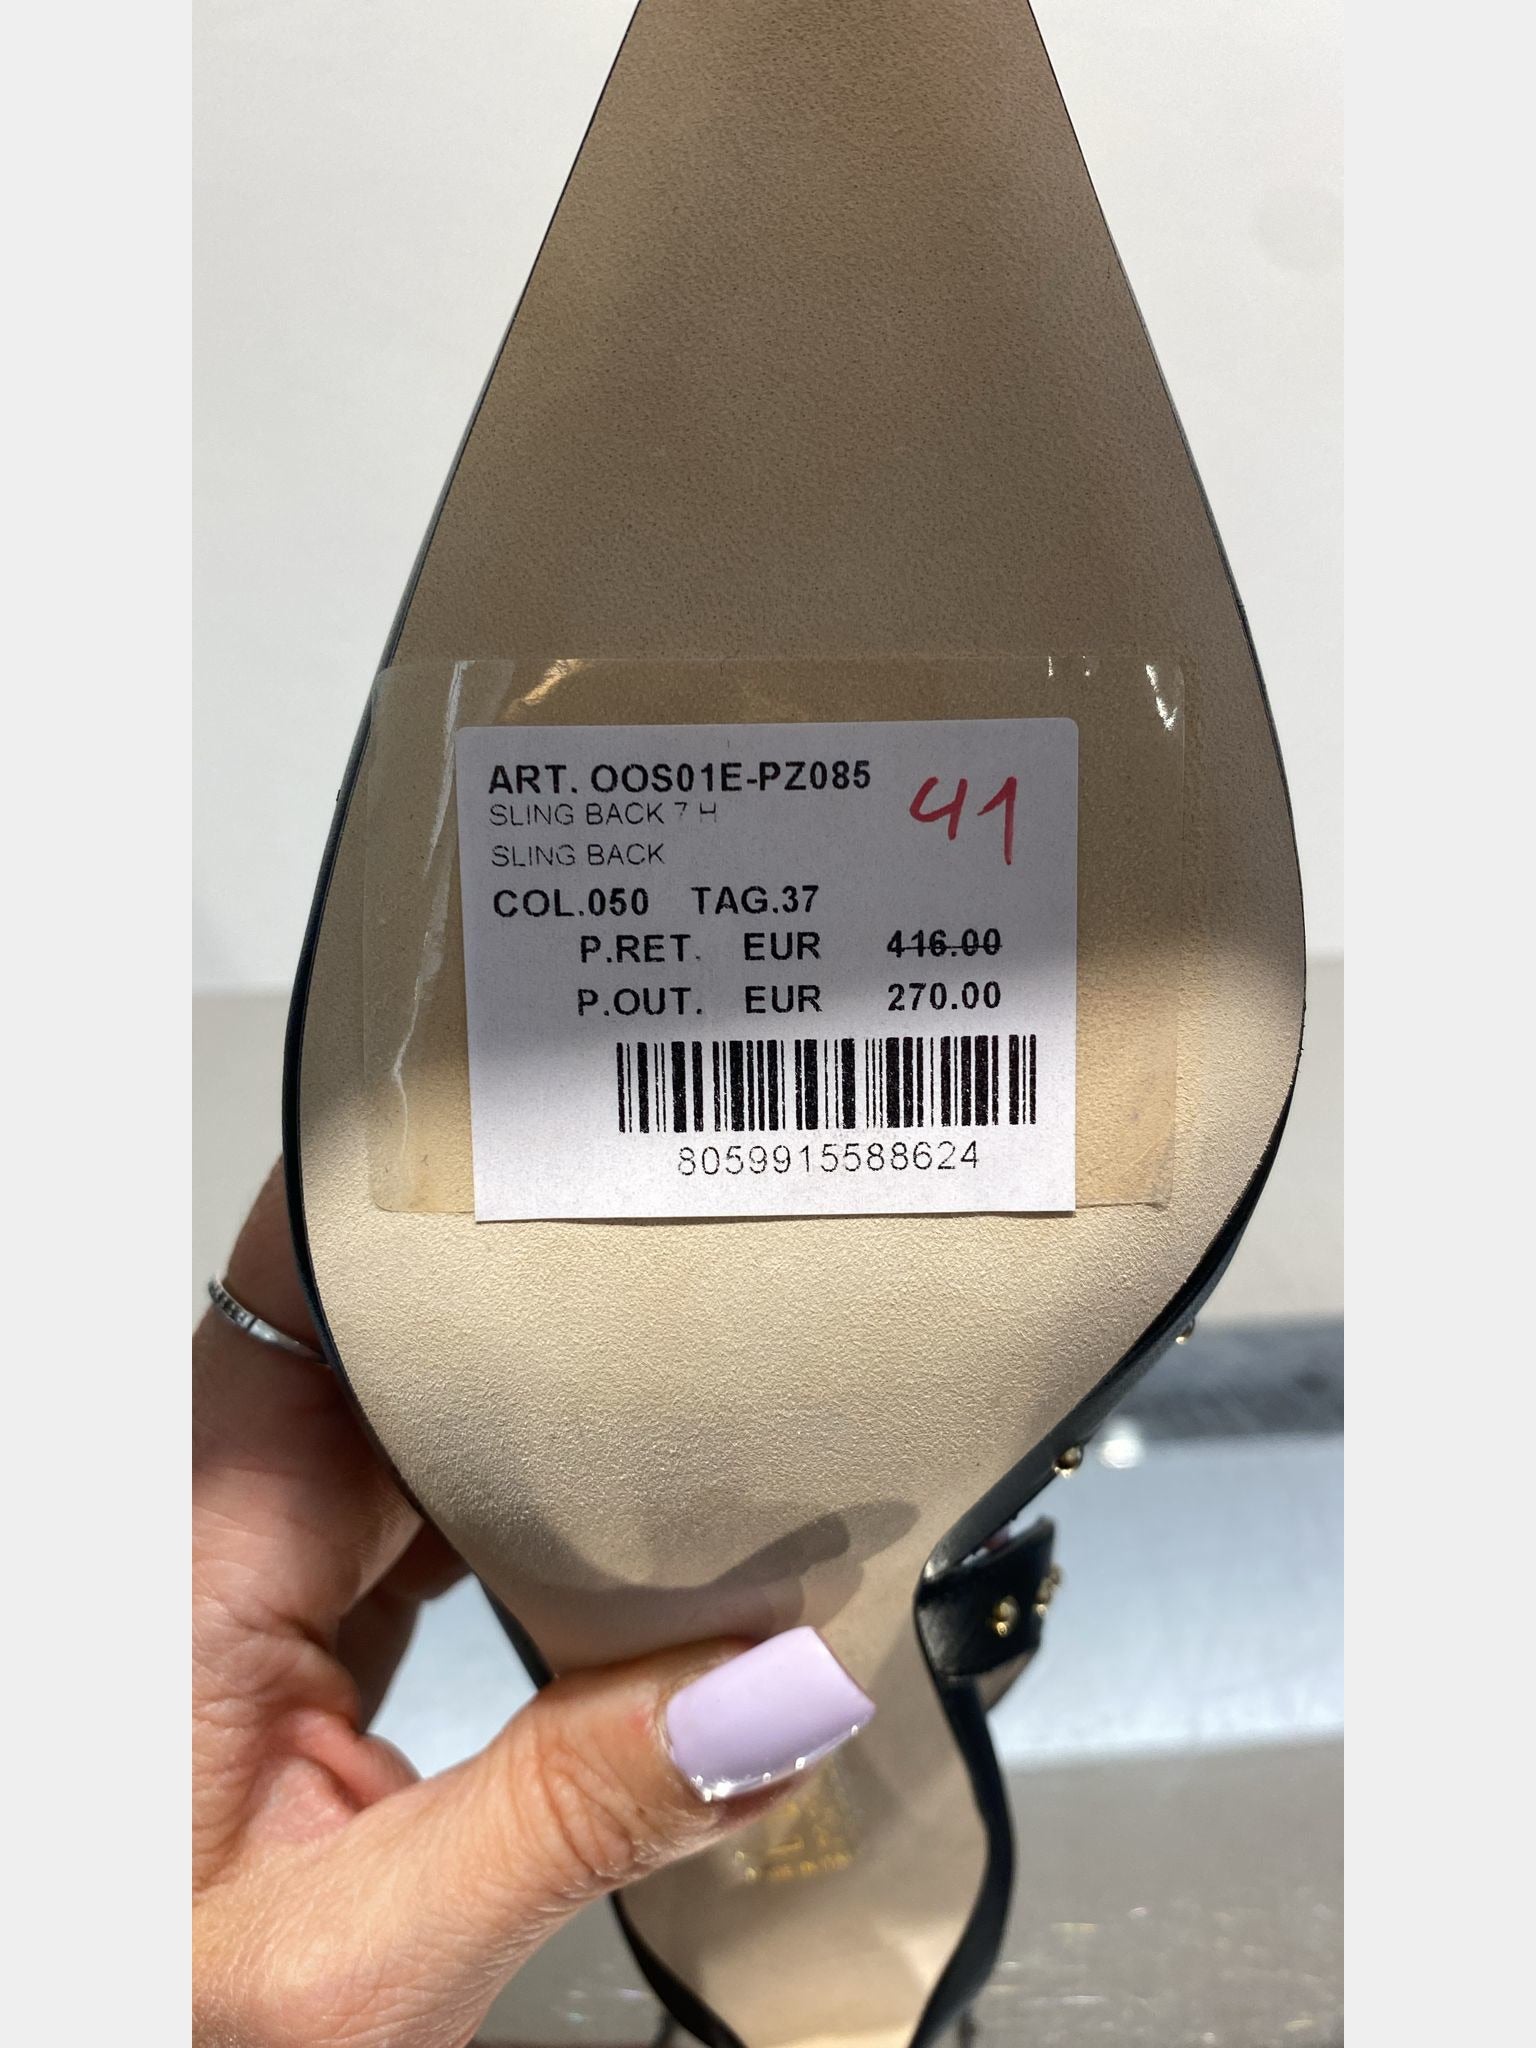 ART. OOS01E-PZ085 41
SLING BACK 7 H
SLING BACK
COL.050 TAG.37
P.RET. EUR 416.00
P.OUT. EUR 270.00
8059915588624